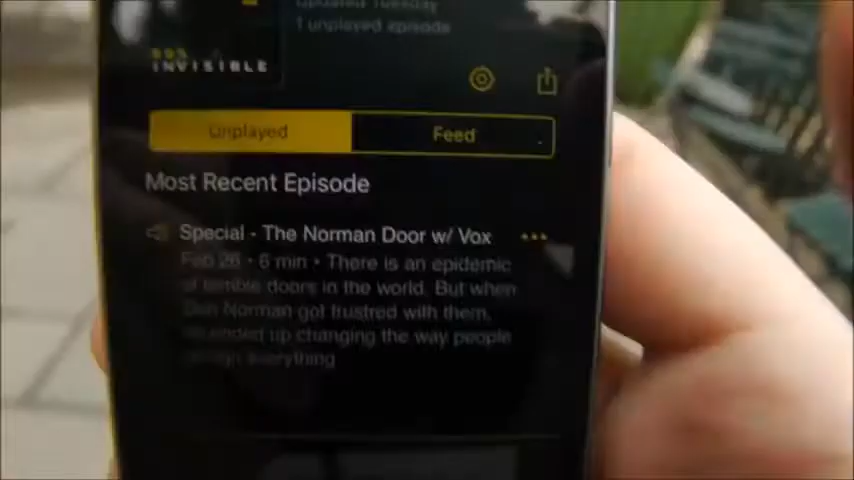 Updated Tuesday
1 unplayed episode
99%
INVISIBLE
Unplayed
Feed
Most Recent Episode
Special - The Norman Door w/ Vox
Feb 26 • 6 min • There is an epidemic
of terrible doors in the world. But when
Don Norman got frustred with them,
he ended up changing the way people
design everything